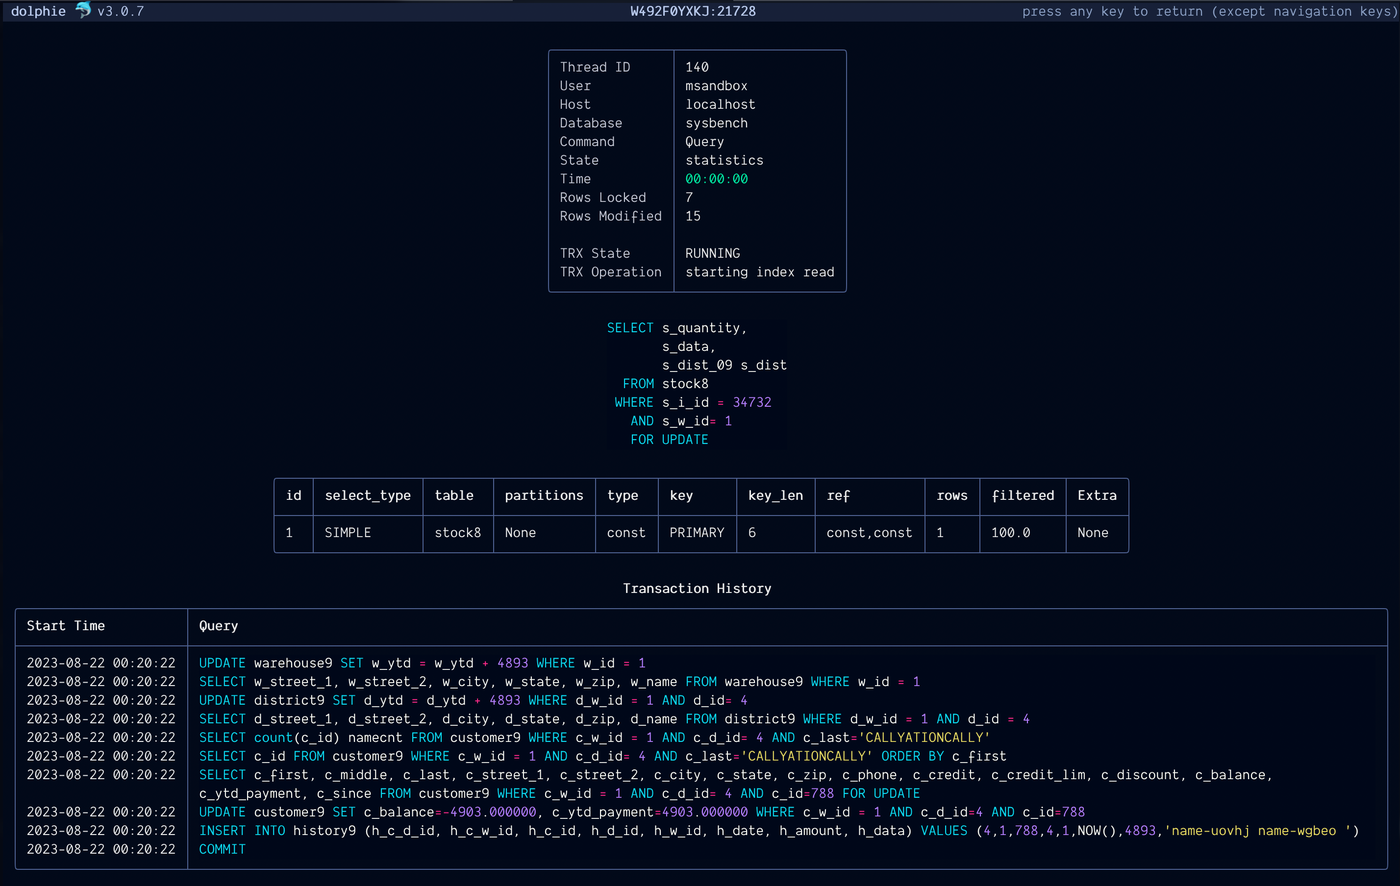 dolphie 🐬 v3.0.7 W492F0YXKJ:21728 press any key to return (except navigation keys)
Thread ID 140
User msandbox
Host localhost
Database sysbench
Command Query
State statistics
Time 00:00:00
Rows Locked 7
Rows Modified 15
TRX State RUNNING
TRX Operation starting index read
SELECT s_quantity,
s_data,
s_dist_09 s_dist
FROM stock8
WHERE s_i_id = 34732
AND s_w_id= 1
FOR UPDATE
id select_type table partitions type key key_len ref rows filtered Extra
1 SIMPLE stock8 None const PRIMARY 6 const,const 1 100.0 None
Transaction History
Start Time Query
2023-08-22 00:20:22 UPDATE warehouse9 SET w_ytd = w_ytd + 4893 WHERE w_id = 1
2023-08-22 00:20:22 SELECT w_street_1, w_street_2, w_city, w_state, w_zip, w_name FROM warehouse9 WHERE w_id = 1
2023-08-22 00:20:22 UPDATE district9 SET d_ytd = d_ytd + 4893 WHERE d_w_id = 1 AND d_id= 4
2023-08-22 00:20:22 SELECT d_street_1, d_street_2, d_city, d_state, d_zip, d_name FROM district9 WHERE d_w_id = 1 AND d_id = 4
2023-08-22 00:20:22 SELECT count(c_id) namecnt FROM customer9 WHERE c_w_id = 1 AND c_d_id= 4 AND c_last='CALLYATIONCALLY'
2023-08-22 00:20:22 SELECT c_id FROM customer9 WHERE c_w_id = 1 AND c_d_id= 4 AND c_last='CALLYATIONCALLY' ORDER BY c_first
2023-08-22 00:20:22 SELECT c_first, c_middle, c_last, c_street_1, c_street_2, c_city, c_state, c_zip, c_phone, c_credit, c_credit_lim, c_discount, c_balance,
c_ytd_payment, c_since FROM customer9 WHERE c_w_id = 1 AND c_d_id= 4 AND c_id=788 FOR UPDATE
2023-08-22 00:20:22 UPDATE customer9 SET c_balance=-4903.000000, c_ytd_payment=4903.000000 WHERE c_w_id = 1 AND c_d_id=4 AND c_id=788
2023-08-22 00:20:22 INSERT INTO history9 (h_c_d_id, h_c_w_id, h_c_id, h_d_id, h_w_id, h_date, h_amount, h_data) VALUES (4,1,788,4,1,NOW(),4893,'name-uovhj name-wgbeo ')
2023-08-22 00:20:22 COMMIT